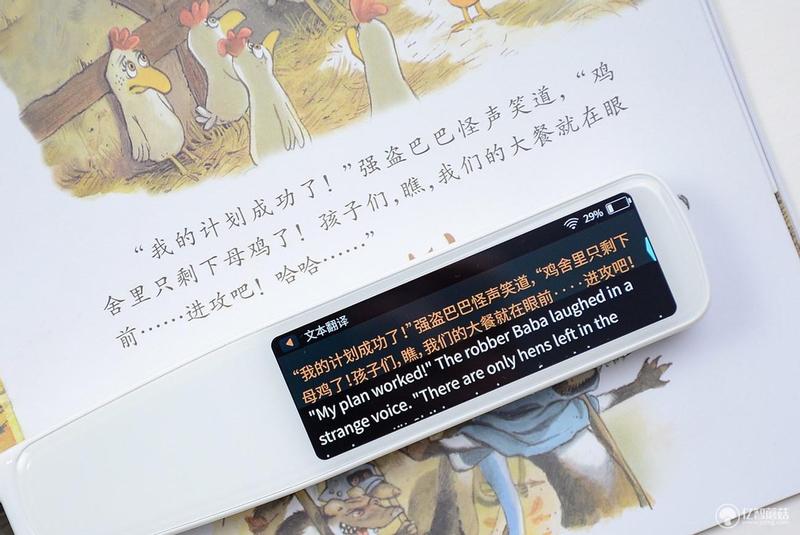 “我的计划成功了！”强盗巴巴怪声笑道，“鸡
舍里只剩下母鸡了！孩子们，瞧，我们的大餐就在眼
前……进攻吧！哈哈……”
29%
文本翻译
“我的计划成功了！”强盗巴巴怪声笑道，“鸡舍里只剩下
母鸡了！孩子们，瞧，我们的大餐就在眼前····进攻吧！
"My plan worked!" The robber Baba laughed in a
strange voice. "There are only hens left in the
亿智蘑菇